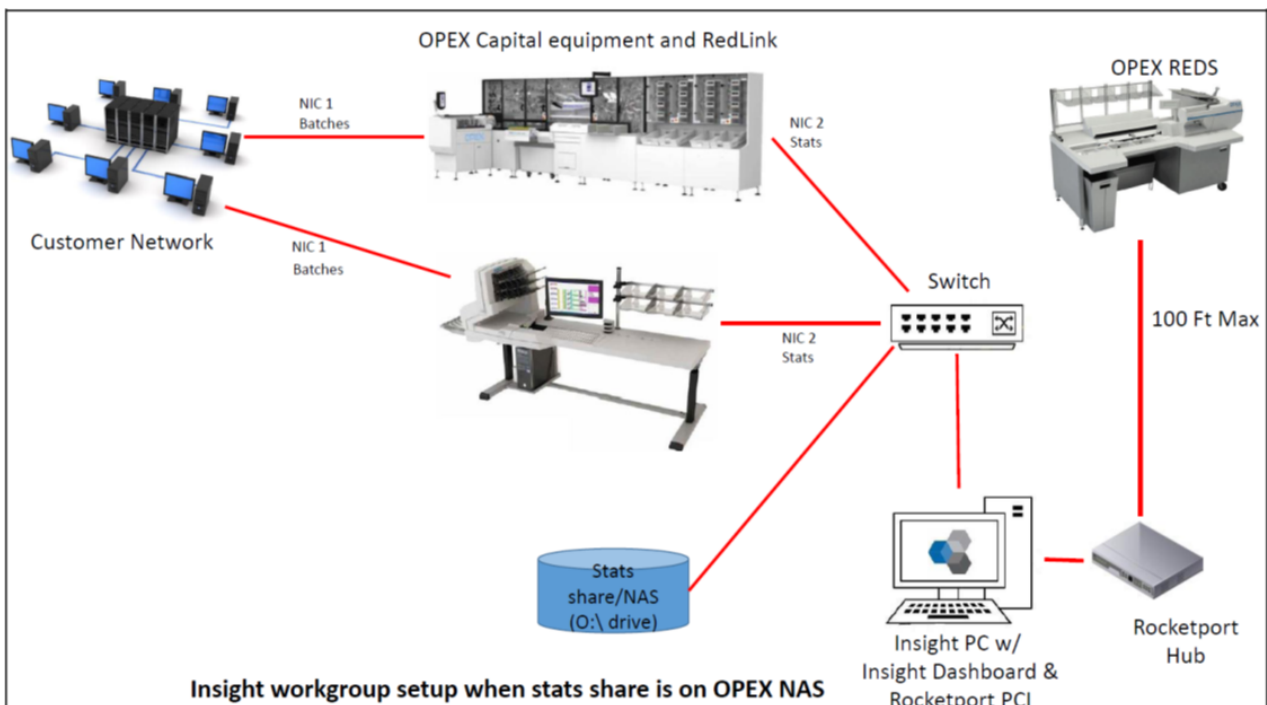 OPEX Capital equipment and RedLink
OPEX REDS
NIC 1
Batches
NIC 2
Stats
Customer Network
NIC 1
Batches
Switch
100 Ft Max
NIC 2
Stats
Stats
share/NAS
(O:\ drive)
Insight PC w/
Insight Dashboard &
Rocketport PCI
Rocketport
Hub
Insight workgroup setup when stats share is on OPEX NAS